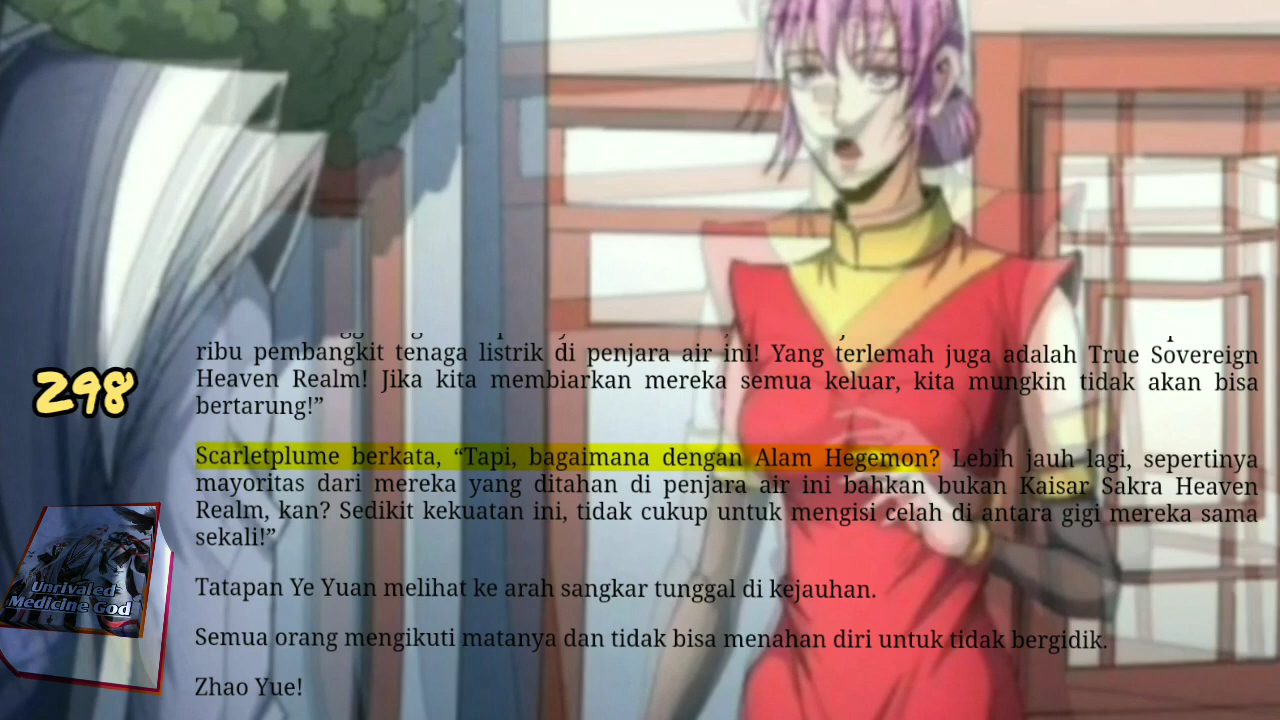 ribu pembangkit tenaga listrik di penjara air ini! Yang terlemah juga adalah True Sovereign
Heaven Realm! Jika kita membiarkan mereka semua keluar, kita mungkin tidak akan bisa
bertarung!”
298
Scarletplume berkata, “Tapi, bagaimana dengan Alam Hegemon? Lebih jauh lagi, sepertinya
mayoritas dari mereka yang ditahan di penjara air ini bahkan bukan Kaisar Sakra Heaven
Realm, kan? Sedikit kekuatan ini, tidak cukup untuk mengisi celah di antara gigi mereka sama
sekali!”
Tatapan Ye Yuan melihat ke arah sangkar tunggal di kejauhan.
Unrivaled
Medicine God
Semua orang mengikuti matanya dan tidak bisa menahan diri untuk tidak bergidik.
Zhao Yue!